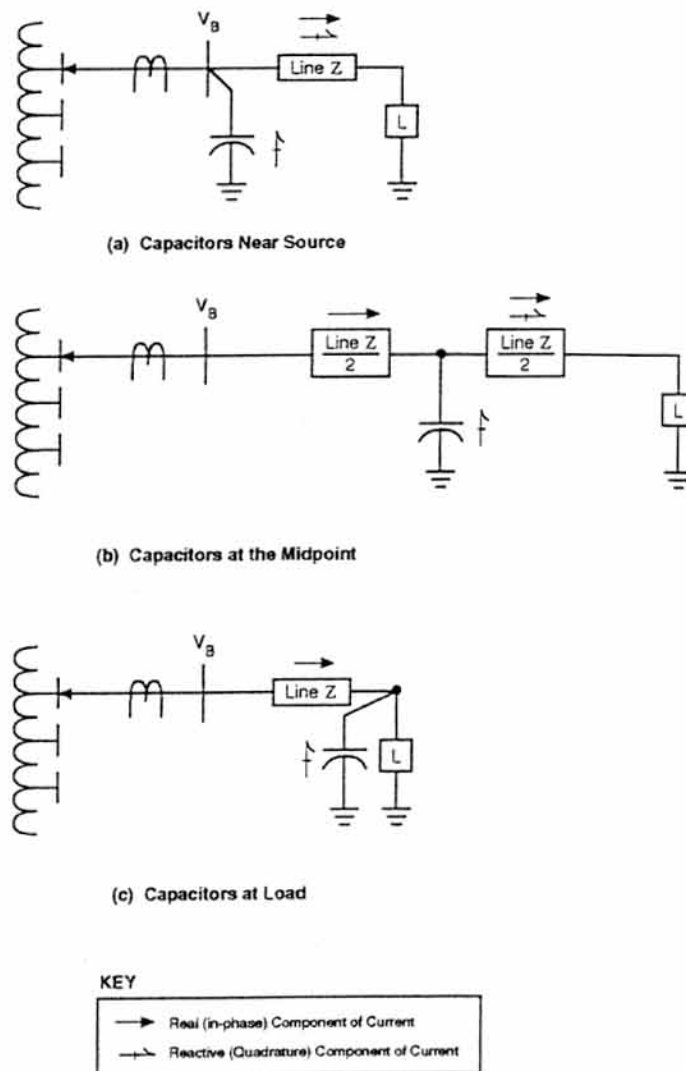 V_B
Line Z
L
(a) Capacitors Near Source
V_B
Line Z
2
Line Z
2
L
(b) Capacitors at the Midpoint
V_B
Line Z
L
(c) Capacitors at Load
KEY
Real (in-phase) Component of Current
Reactive (Quadrature) Component of Current